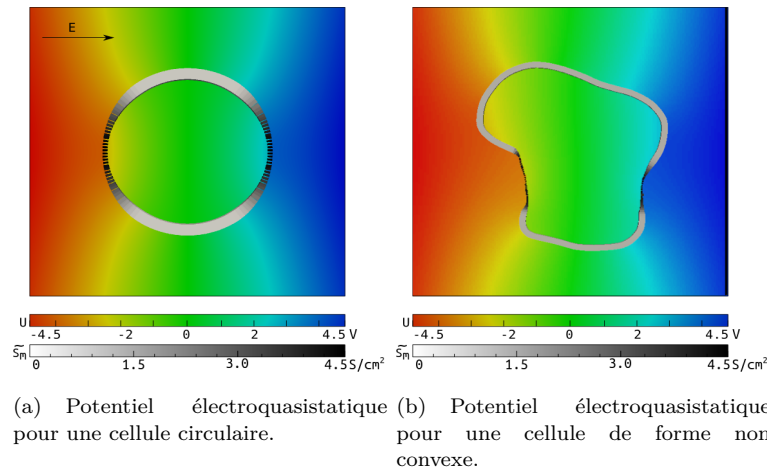 E
U
-4.5 -2 0 2 4.5 V
S̃m
0 1.5 3.0 4.5 S/cm²
U
-4.5 -2 0 2 4.5 V
S̃m
0 1.5 3.0 4.5 S/cm²
(a) Potentiel électroquasistatique
pour une cellule circulaire.
(b) Potentiel électroquasistatique
pour une cellule de forme non
convexe.